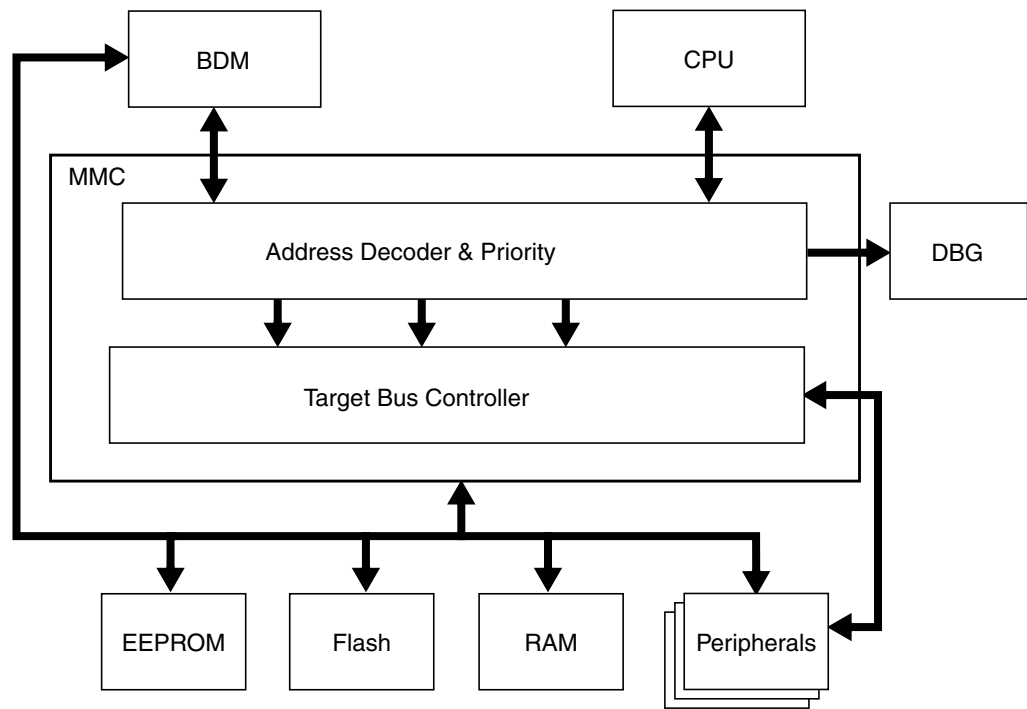 BDM
CPU
MMC
Address Decoder & Priority
DBG
Target Bus Controller
EEPROM
Flash
RAM
Peripherals